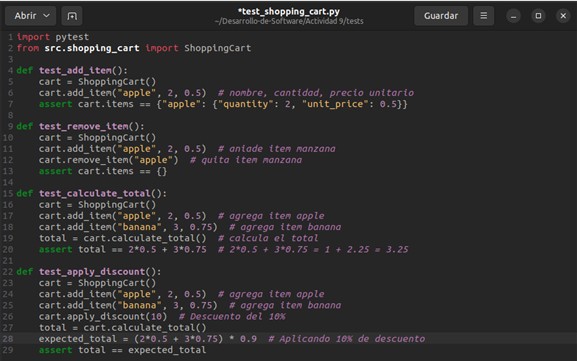 Abrir
*test_shopping_cart.py
~/Desarrollo-de-Software/Actividad 9/tests
Guardar
1 import pytest
2 from src.shopping_cart import ShoppingCart
3
4 def test_add_item():
5     cart = ShoppingCart()
6     cart.add_item("apple", 2, 0.5)  # nombre, cantidad, precio unitario
7     assert cart.items == {"apple": {"quantity": 2, "unit_price": 0.5}}
8
9 def test_remove_item():
10     cart = ShoppingCart()
11     cart.add_item("apple", 2, 0.5)  # aniade item manzana
12     cart.remove_item("apple")  # quita item manzana
13     assert cart.items == {}
14
15 def test_calculate_total():
16     cart = ShoppingCart()
17     cart.add_item("apple", 2, 0.5)  # agrega item apple
18     cart.add_item("banana", 3, 0.75)  # agrega item banana
19     total = cart.calculate_total()  # calcula el total
20     assert total == 2*0.5 + 3*0.75  # 2*0.5 + 3*0.75 = 1 + 2.25 = 3.25
21
22 def test_apply_discount():
23     cart = ShoppingCart()
24     cart.add_item("apple", 2, 0.5)  # agrega item apple
25     cart.add_item("banana", 3, 0.75)  # agrega item banana
26     cart.apply_discount(10)  # Descuento del 10%
27     total = cart.calculate_total()
28     expected_total = (2*0.5 + 3*0.75) * 0.9  # Aplicando 10% de descuento
29     assert total == expected_total